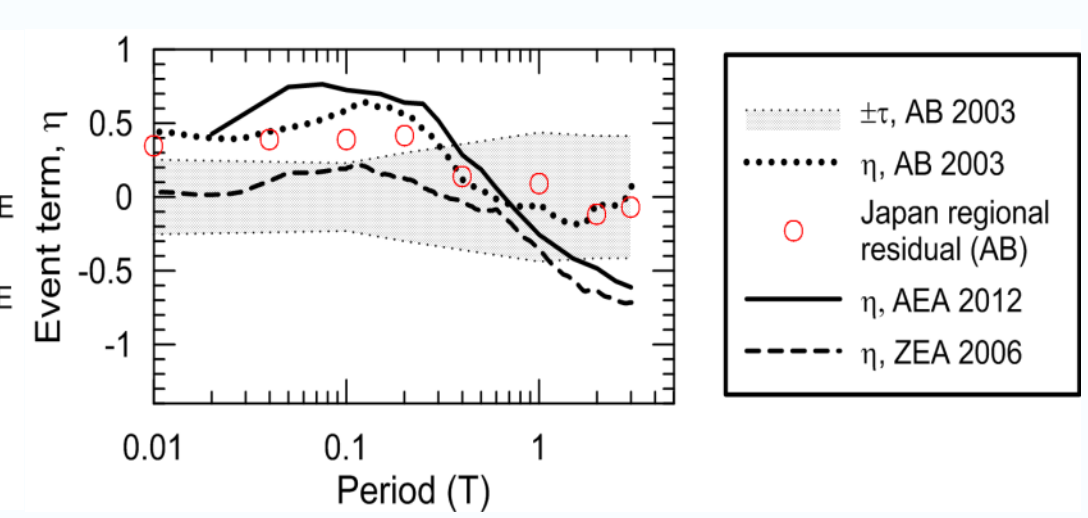 1
0.5
0
-0.5
-1
Event term, η
0.01
0.1
1
Period (T)
±τ, AB 2003
η, AB 2003
Japan regional
residual (AB)
η, AEA 2012
η, ZEA 2006